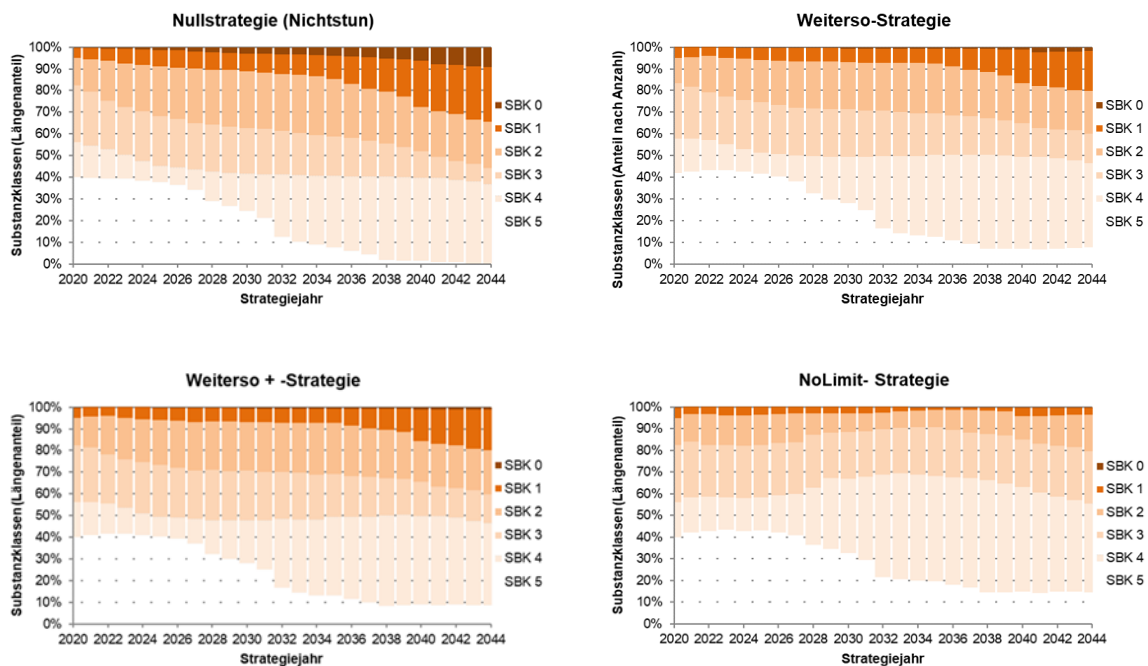 Nullstrategie (Nichtstun)
Substanzklassen (Längenanteil)
100%
90%
80%
70%
60%
50%
40%
30%
20%
10%
0%
2020 2022 2024 2026 2028 2030 2032 2034 2036 2038 2040 2042 2044
Strategiejahr
SBK 0
SBK 1
SBK 2
SBK 3
SBK 4
SBK 5
Weiterso-Strategie
Substanzklassen (Anteil nach Anzahl)
100%
90%
80%
70%
60%
50%
40%
30%
20%
10%
0%
2020 2022 2024 2026 2028 2030 2032 2034 2036 2038 2040 2042 2044
Strategiejahr
SBK 0
SBK 1
SBK 2
SBK 3
SBK 4
SBK 5
Weiterso + -Strategie
Substanzklassen (Längenanteil)
100%
90%
80%
70%
60%
50%
40%
30%
20%
10%
0%
2020 2022 2024 2026 2028 2030 2032 2034 2036 2038 2040 2042 2044
Strategiejahr
SBK 0
SBK 1
SBK 2
SBK 3
SBK 4
SBK 5
NoLimit- Strategie
Substanzklassen (Längenanteil)
100%
90%
80%
70%
60%
50%
40%
30%
20%
10%
0%
2020 2022 2024 2026 2028 2030 2032 2034 2036 2038 2040 2042 2044
Strategiejahr
SBK 0
SBK 1
SBK 2
SBK 3
SBK 4
SBK 5